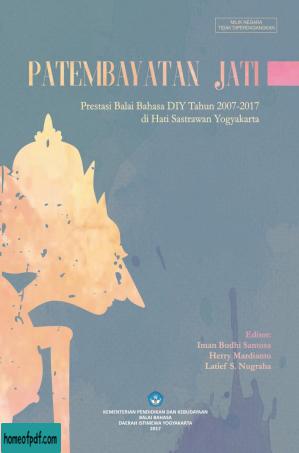 MILIK NEGARA
TIDAK DIPERDAGANGKAN
PATEMBAYATAN JATI
Prestasi Balai Bahasa DIY Tahun 2007-2017
di Hati Sastrawan Yogyakarta
Editor:
Iman Budhi Santosa
Herry Mardianto
Latief S. Nugraha
KEMENTERIAN PENDIDIKAN DAN KEBUDAYAAN
BALAI BAHASA
DAERAH ISTIMEWA YOGYAKARTA
2017
homeofpdf.com